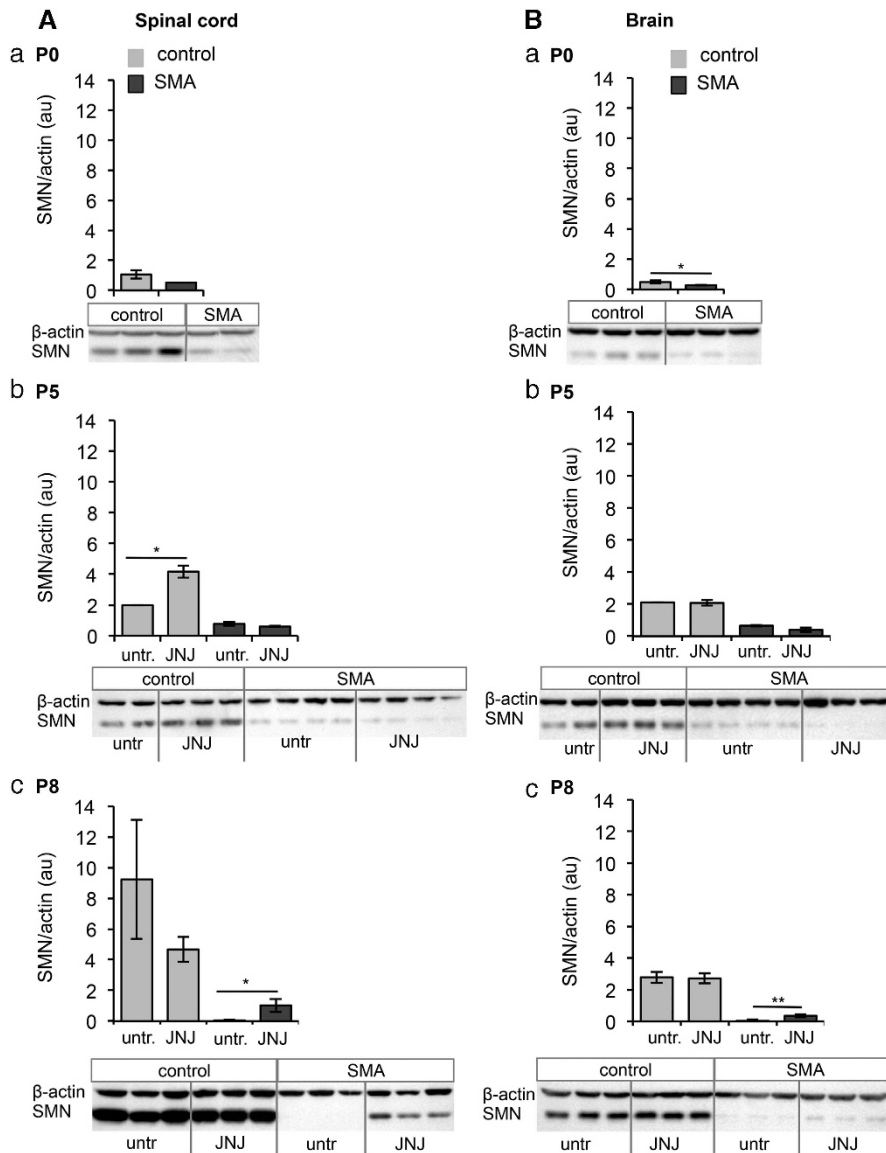 A Spinal cord
a P0
control
SMA
SMN/actin (au)
14
12
10
8
6
4
2
0
control SMA
β-actin
SMN
b P5
SMN/actin (au)
14
12
10
8
6
4
2
0
*
untr. JNJ untr. JNJ
control SMA
β-actin
SMN
untr JNJ untr JNJ
c P8
SMN/actin (au)
14
12
10
8
6
4
2
0
*
untr. JNJ untr. JNJ
control SMA
β-actin
SMN
untr JNJ untr JNJ
B Brain
a P0
control
SMA
SMN/actin (au)
14
12
10
8
6
4
2
0
*
control SMA
β-actin
SMN
b P5
SMN/actin (au)
14
12
10
8
6
4
2
0
untr. JNJ untr. JNJ
control SMA
β-actin
SMN
untr JNJ untr JNJ
c P8
SMN/actin (au)
14
12
10
8
6
4
2
0
**
untr. JNJ untr. JNJ
control SMA
β-actin
SMN
untr JNJ untr JNJ